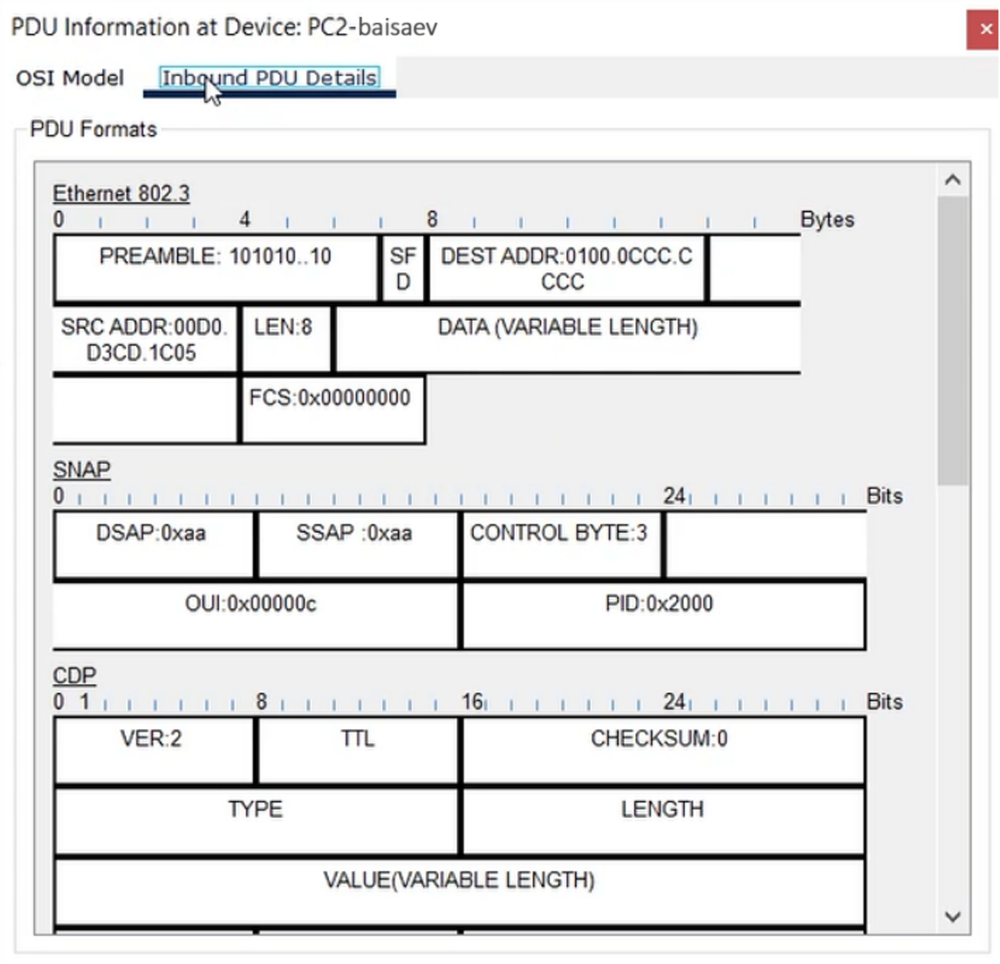 PDU Information at Device: PC2-baisaev
×
OSI Model Inbound PDU Details
PDU Formats
Ethernet 802.3
0 4 8 Bytes
PREAMBLE: 101010..10 SF DEST ADDR:0100.0CCC.C
D CCC
SRC ADDR:00D0. LEN:8 DATA (VARIABLE LENGTH)
D3CD.1C05
FCS:0x00000000
SNAP
0 24 Bits
DSAP:0xaa SSAP :0xaa CONTROL BYTE:3
OUI:0x00000c PID:0x2000
CDP
0 1 8 16 24 Bits
VER:2 TTL CHECKSUM:0
TYPE LENGTH
VALUE(VARIABLE LENGTH)